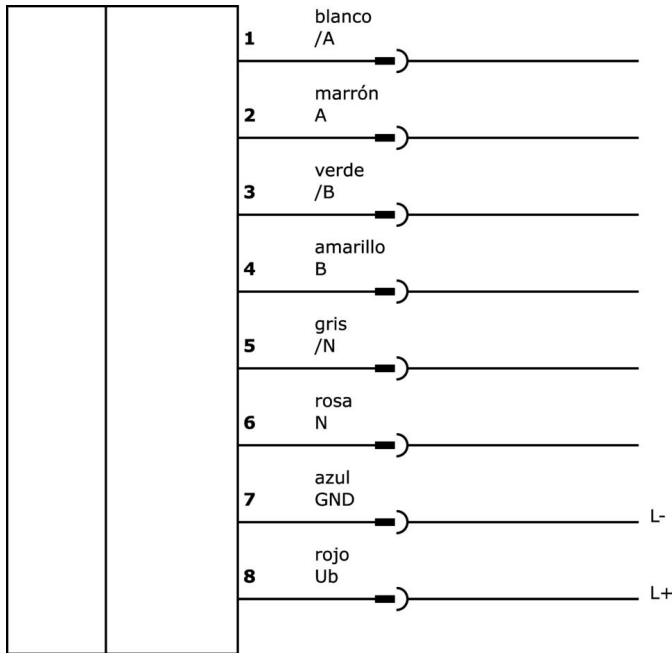 blanco
1 /A
marrón
2 A
verde
3 /B
amarillo
4 B
gris
5 /N
rosa
6 N
azul
7 GND
L-
rojo
8 Ub
L+